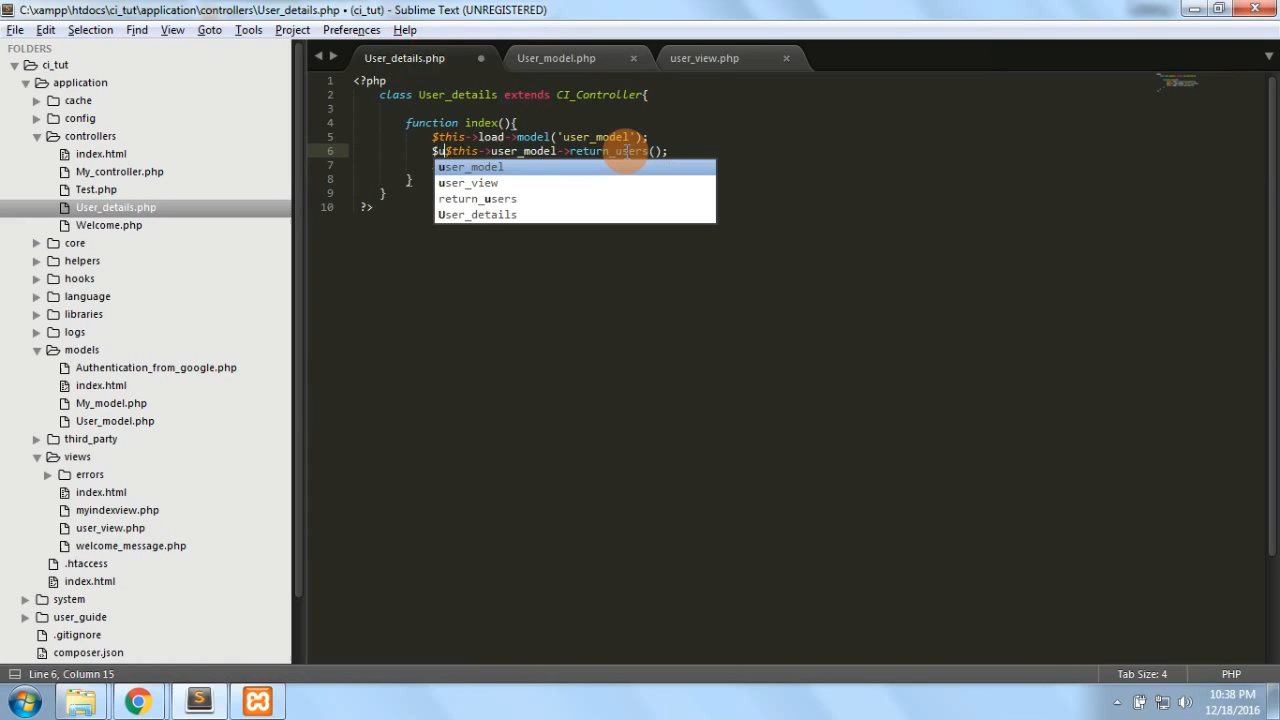 C:\xampp\htdocs\ci_tut\application\controllers\User_details.php • (ci_tut) - Sublime Text (UNREGISTERED)
File Edit Selection Find View Goto Tools Project Preferences Help
FOLDERS
ci_tut
application
cache
config
controllers
index.html
My_controller.php
Test.php
User_details.php
Welcome.php
core
helpers
hooks
language
libraries
logs
models
Authentication_from_google.php
index.html
My_model.php
User_model.php
third_party
views
errors
index.html
myindexview.php
user_view.php
welcome_message.php
.htaccess
index.html
system
user_guide
.gitignore
composer.json
User_details.php User_model.php user_view.php
1 <?php
2 class User_details extends CI_Controller{
3
4 function index(){
5 $this->load->model('user_model');
6 $u$this->user_model->return_users();
7
8 }
9 }
10 ?>
user_model
user_view
return_users
User_details
Line 6, Column 15 Tab Size: 4 PHP
10:38 PM
12/18/2016